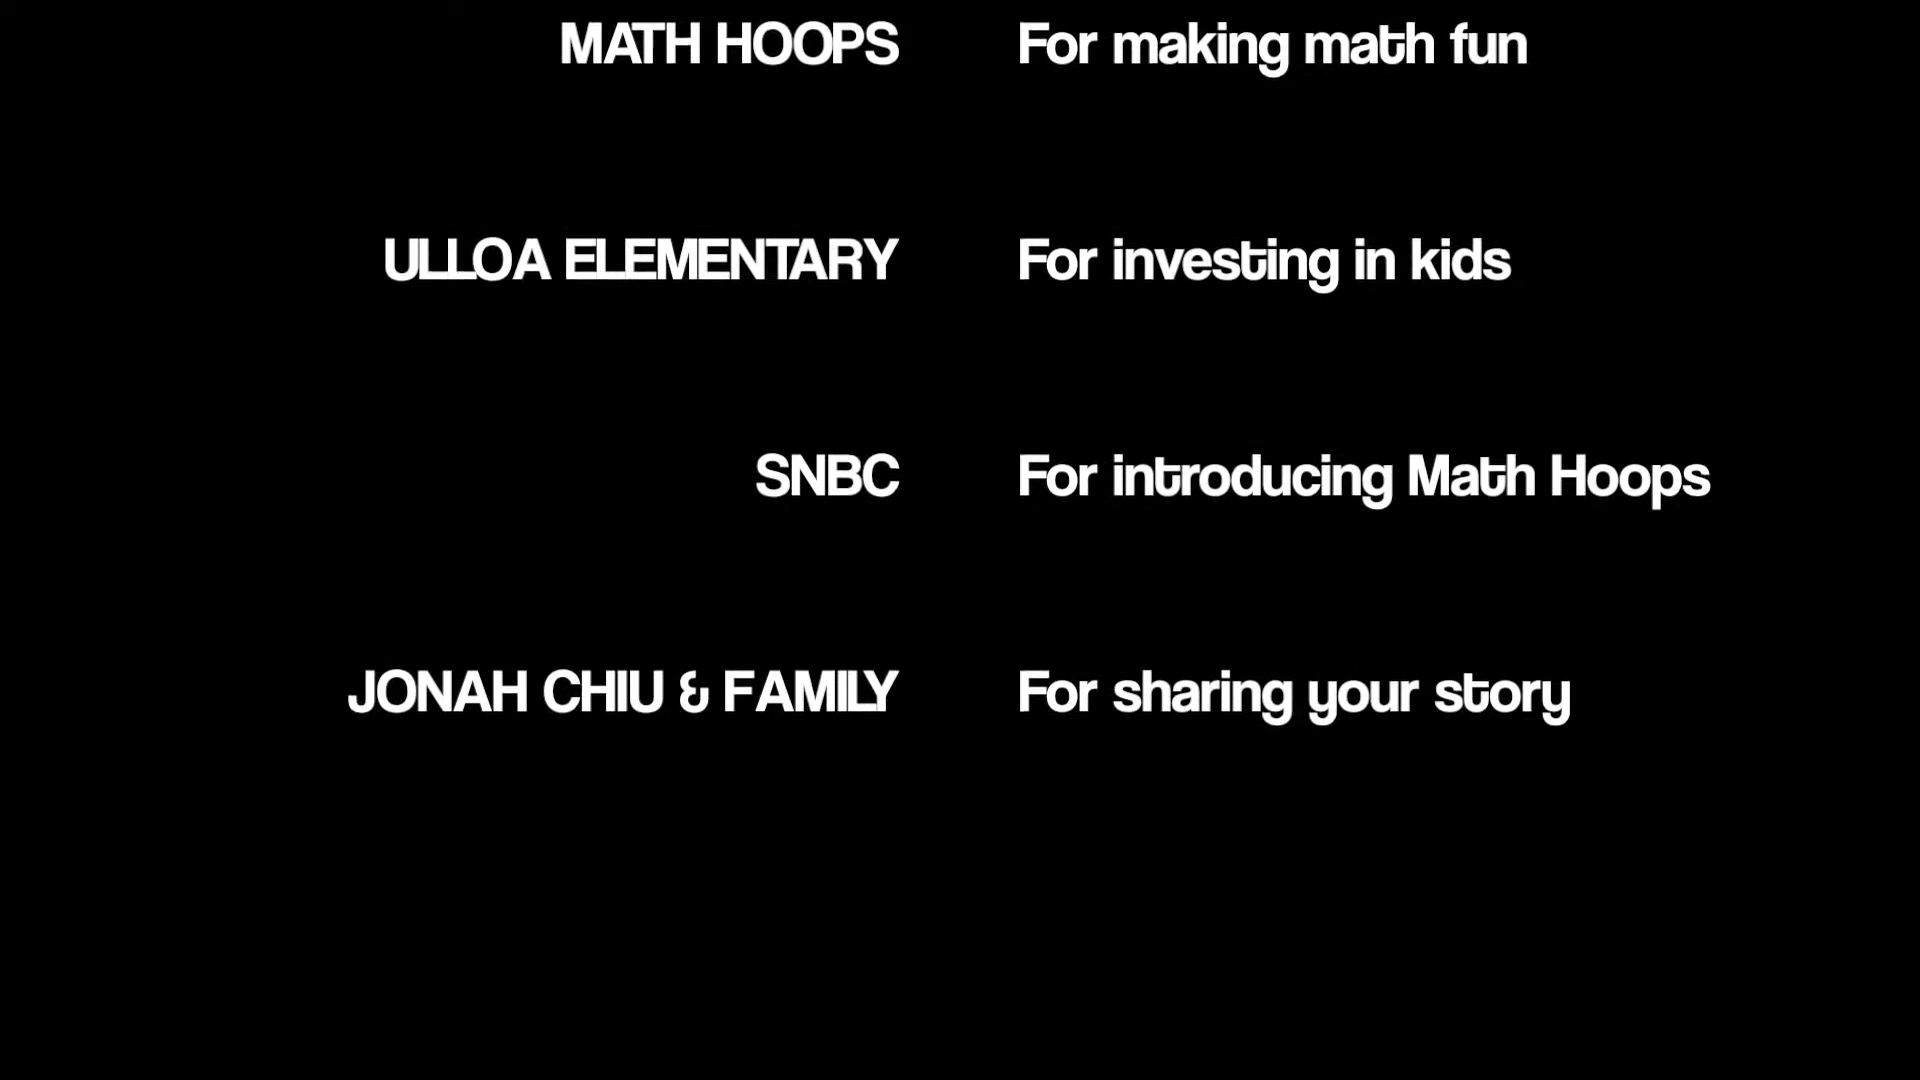 MATH HOOPS For making math fun
ULLOA ELEMENTARY For investing in kids
SNBC For introducing Math Hoops
JONAH CHIU & FAMILY For sharing your story